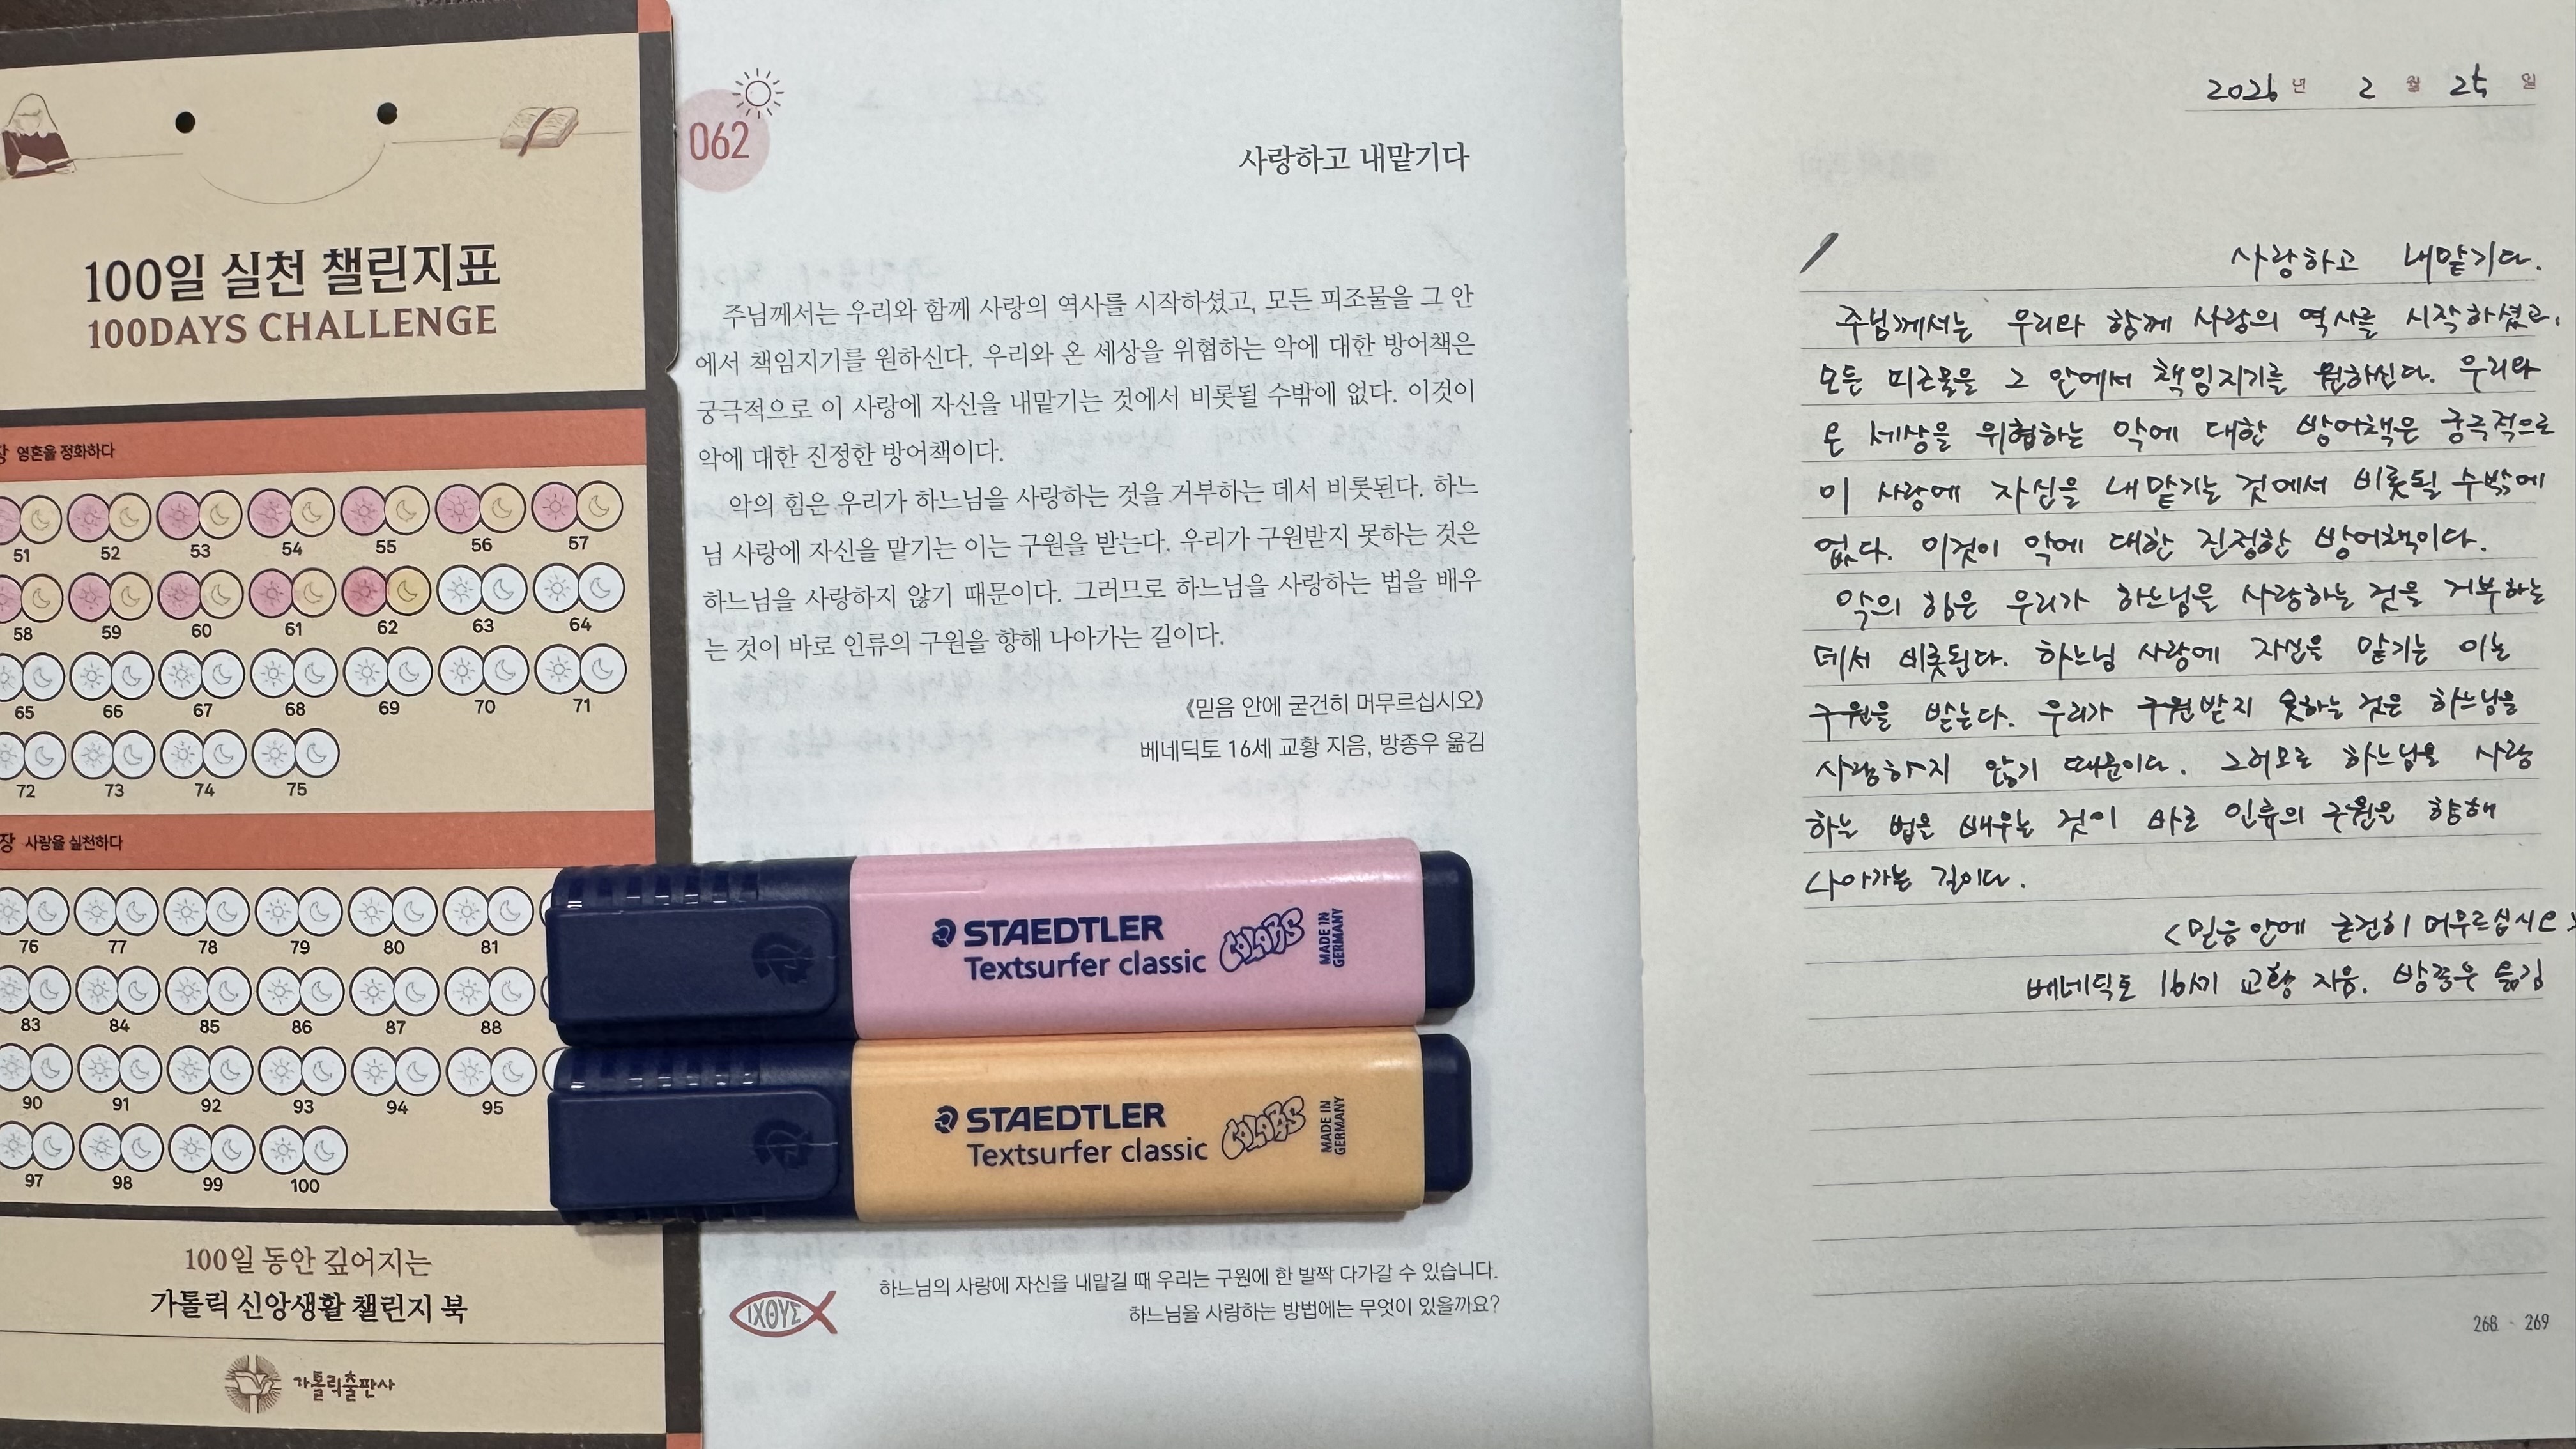 100일 실천 챌린지표
100DAYS CHALLENGE
장 영혼을 정화하다
51 52 53 54 55 56 57
58 59 60 61 62 63 64
65 66 67 68 69 70 71
72 73 74 75
장 사랑을 실천하다
76 77 78 79 80 81
83 84 85 86 87 88
90 91 92 93 94 95
97 98 99 100
100일 동안 깊어지는
가톨릭 신앙생활 챌린지 북
가톨릭출판사
062
사랑하고 내맡기다
주님께서는 우리와 함께 사랑의 역사를 시작하셨고, 모든 피조물을 그 안
에서 책임지기를 원하신다. 우리와 온 세상을 위협하는 악에 대한 방어책은
궁극적으로 이 사랑에 자신을 내맡기는 것에서 비롯될 수밖에 없다. 이것이
악에 대한 진정한 방어책이다.
악의 힘은 우리가 하느님을 사랑하는 것을 거부하는 데서 비롯된다. 하느
님 사랑에 자신을 맡기는 이는 구원을 받는다. 우리가 구원받지 못하는 것은
하느님을 사랑하지 않기 때문이다. 그러므로 하느님을 사랑하는 법을 배우
는 것이 바로 인류의 구원을 향해 나아가는 길이다.
《믿음 안에 굳건히 머무르십시오》
베네딕토 16세 교황 지음, 방종우 옮김
STAEDTLER
Textsurfer classic
COLORS
MADE IN
GERMANY
STAEDTLER
Textsurfer classic
COLORS
MADE IN
GERMANY
ΙΧΘΥΣ
하느님의 사랑에 자신을 내맡길 때 우리는 구원에 한 발짝 다가갈 수 있습니다.
하느님을 사랑하는 방법에는 무엇이 있을까요?
2026년 2월 25일
사랑하고 내맡기다.
주님께서는 우리와 함께 사랑의 역사를 시작하셨고,
모든 피조물을 그 안에서 책임지기를 원하신다. 우리와
온 세상을 위협하는 악에 대한 방어책은 궁극적으로
이 사랑에 자신을 내맡기는 것에서 비롯될 수밖에
없다. 이것이 악에 대한 진정한 방어책이다.
악의 힘은 우리가 하느님을 사랑하는 것을 거부하는
데서 비롯된다. 하느님 사랑에 자신을 맡기는 이는
구원을 받는다. 우리가 구원받지 못하는 것은 하느님을
사랑하지 않기 때문이다. 그러므로 하느님을 사랑
하는 법을 배우는 것이 바로 인류의 구원을 향해
나아가는 길이다.
<믿음 안에 굳건히 머무르십시오>
베네딕토 16세 교황 지음. 방종우 옮김
268 · 269